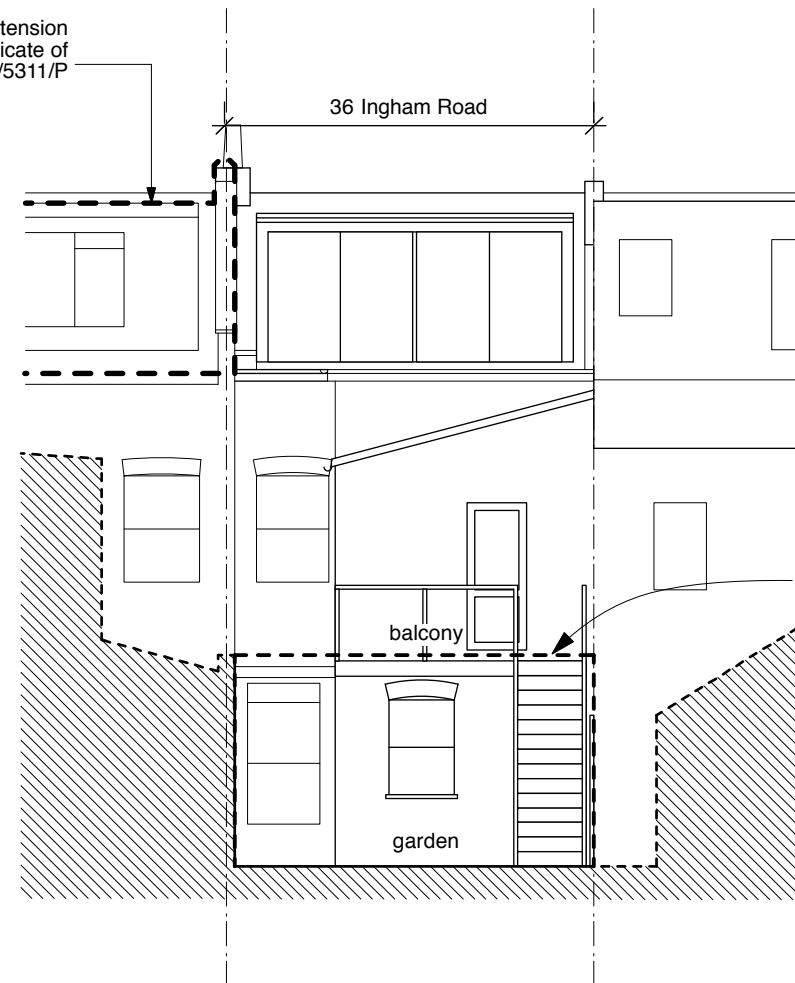 tension
icate of
/5311/P
36 Ingham Road
balcony
garden